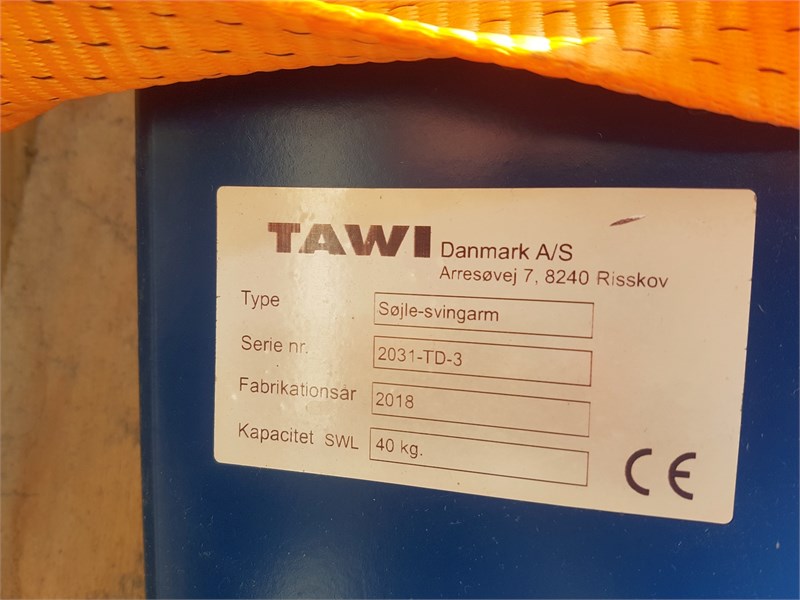 TAWI Danmark A/S
Arresøvej 7, 8240 Risskov
Type Søjle-svingarm
Serie nr. 2031-TD-3
Fabrikationsår 2018
Kapacitet SWL 40 kg.
CE